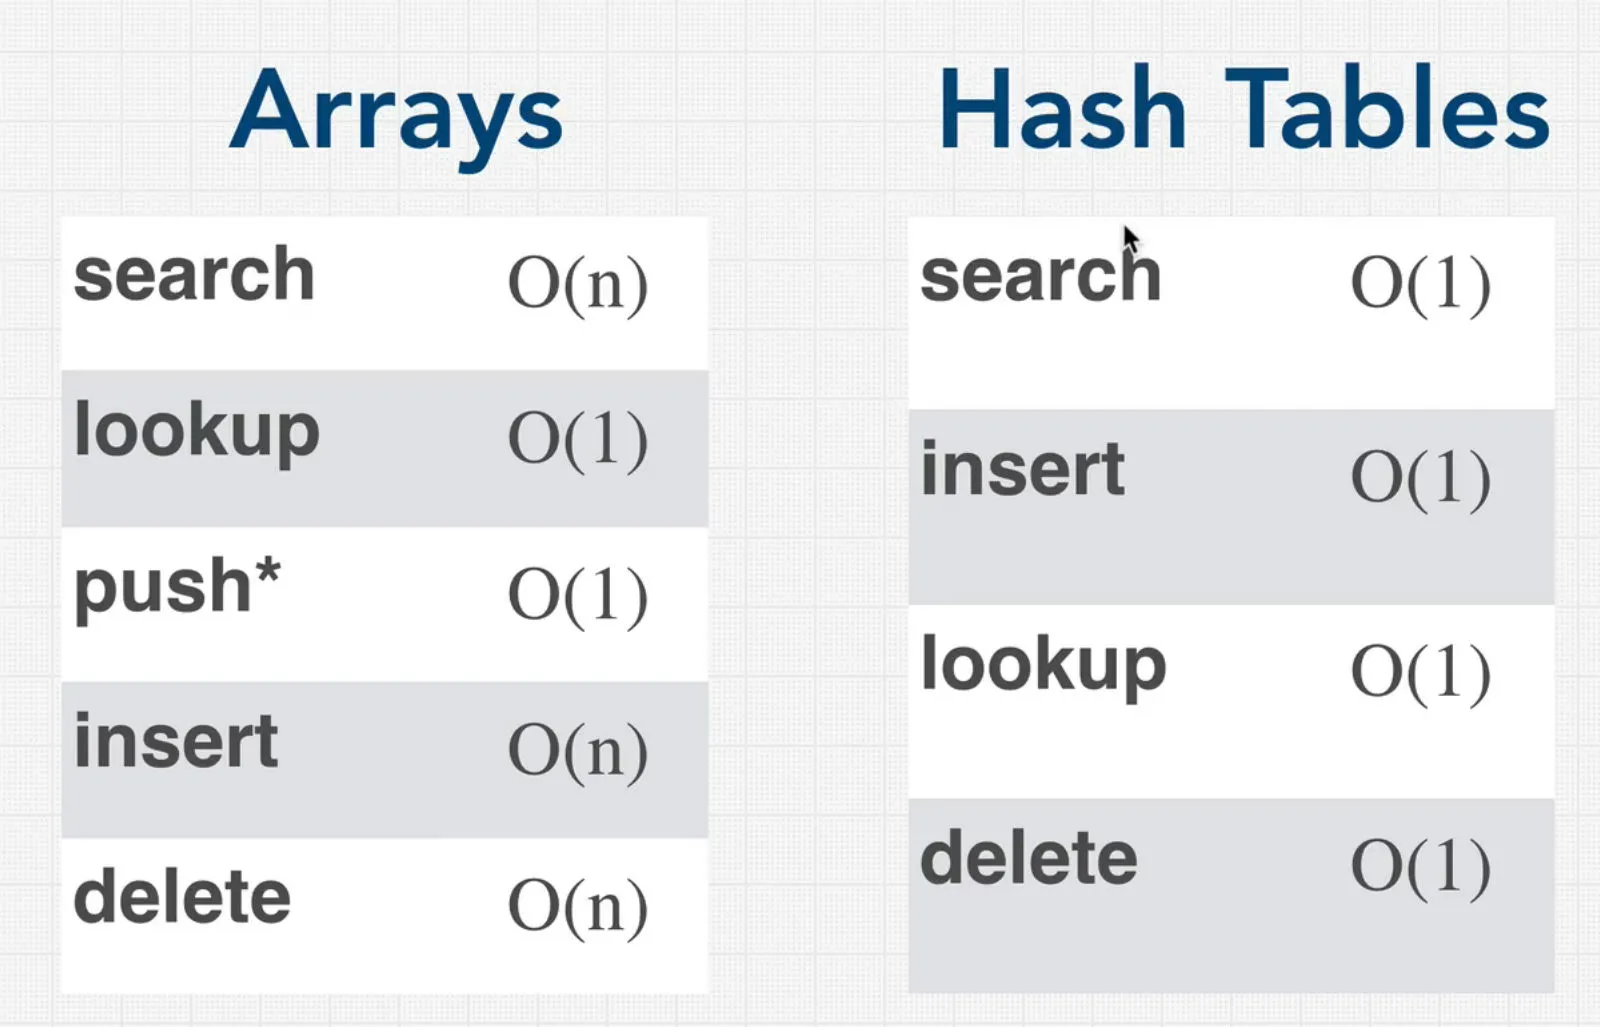 Arrays
search O(n)
lookup O(1)
push* O(1)
insert O(n)
delete O(n)
Hash Tables
search O(1)
insert O(1)
lookup O(1)
delete O(1)